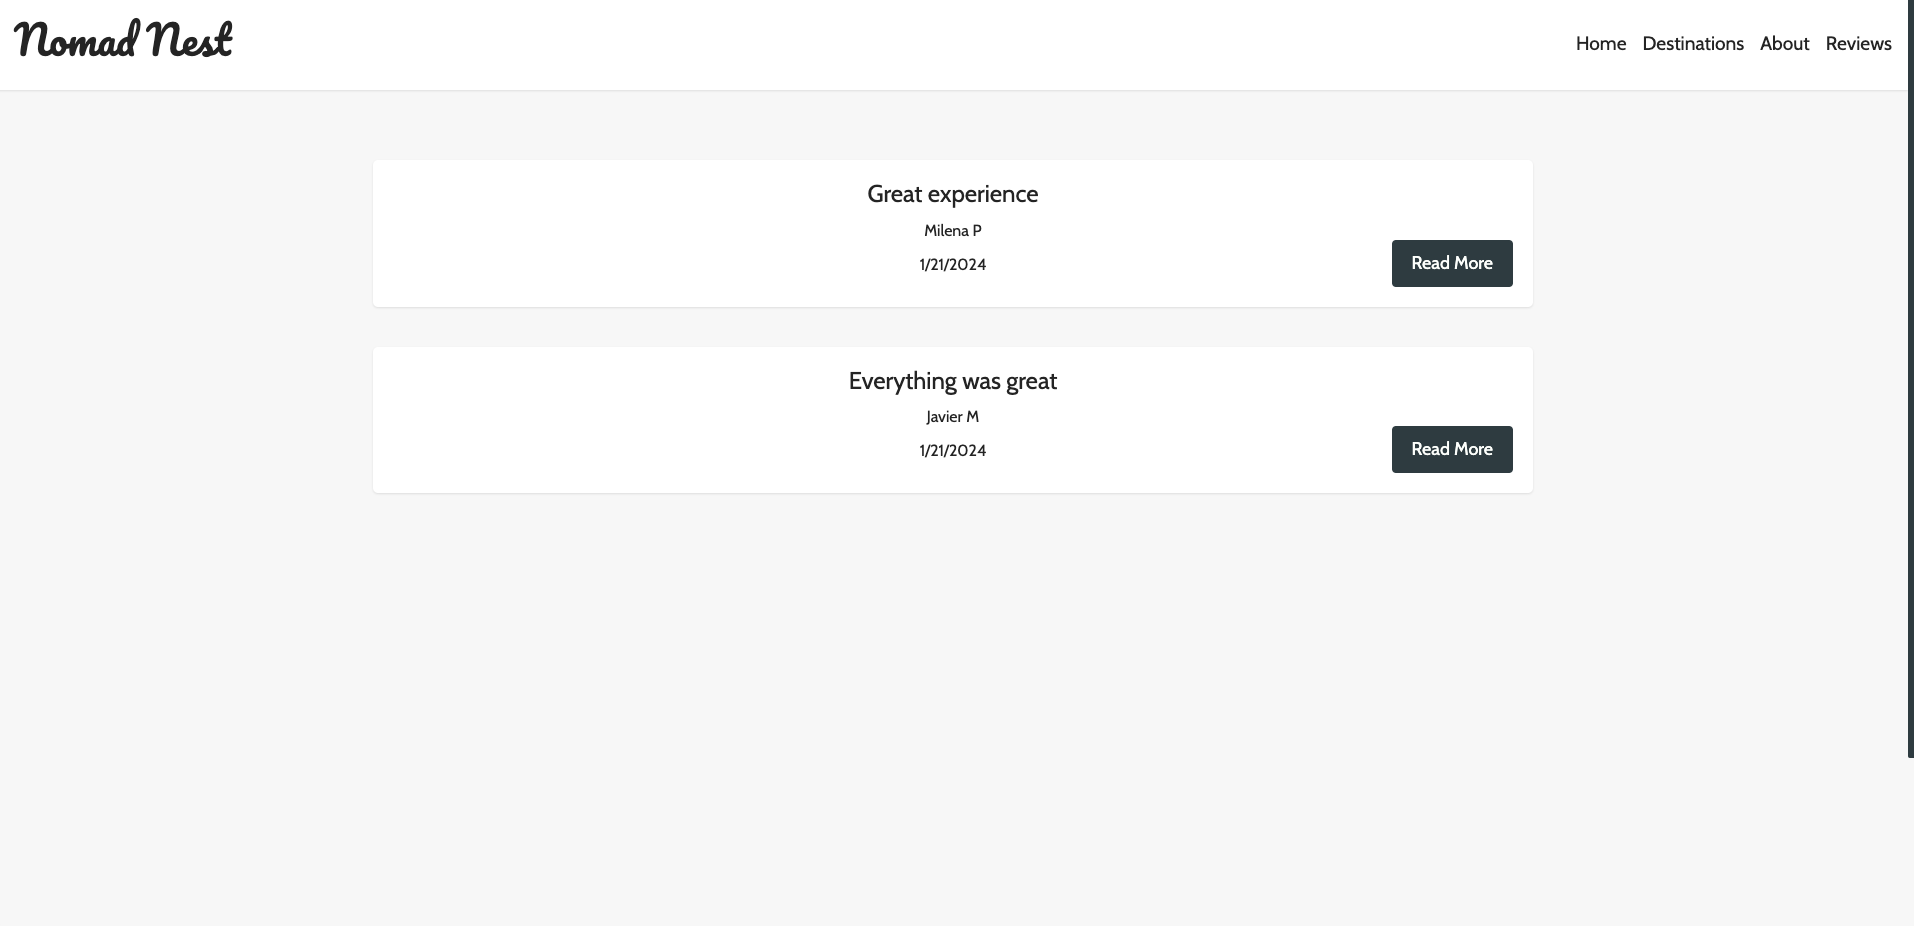 Nomad Nest
Home Destinations About Reviews
Great experience
Milena P
1/21/2024
Read More
Everything was great
Javier M
1/21/2024
Read More